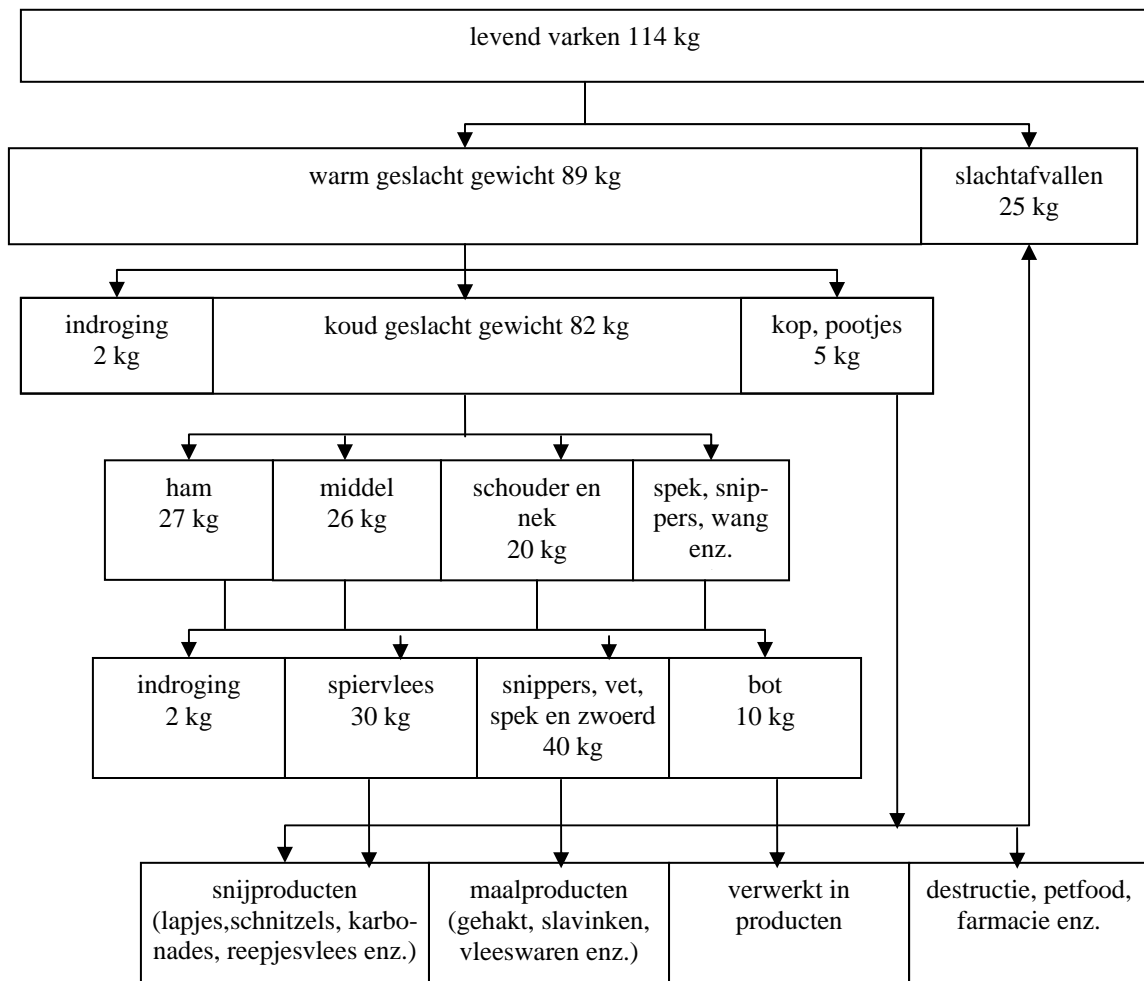 levend varken 114 kg
warm geslacht gewicht 89 kg
slachtafvallen
25 kg
indroging
2 kg
koud geslacht gewicht 82 kg
kop, pootjes
5 kg
ham
27 kg
middel
26 kg
schouder en
nek
20 kg
spek, snip-
pers, wang
enz.
indroging
2 kg
spiervlees
30 kg
snippers, vet,
spek en zwoerd
40 kg
bot
10 kg
snijproducten
(lapjes,schnitzels, karbo-
nades, reepjesvlees enz.)
maalproducten
(gehakt, slavinken,
vleeswaren enz.)
verwerkt in
producten
destructie, petfood,
farmacie enz.